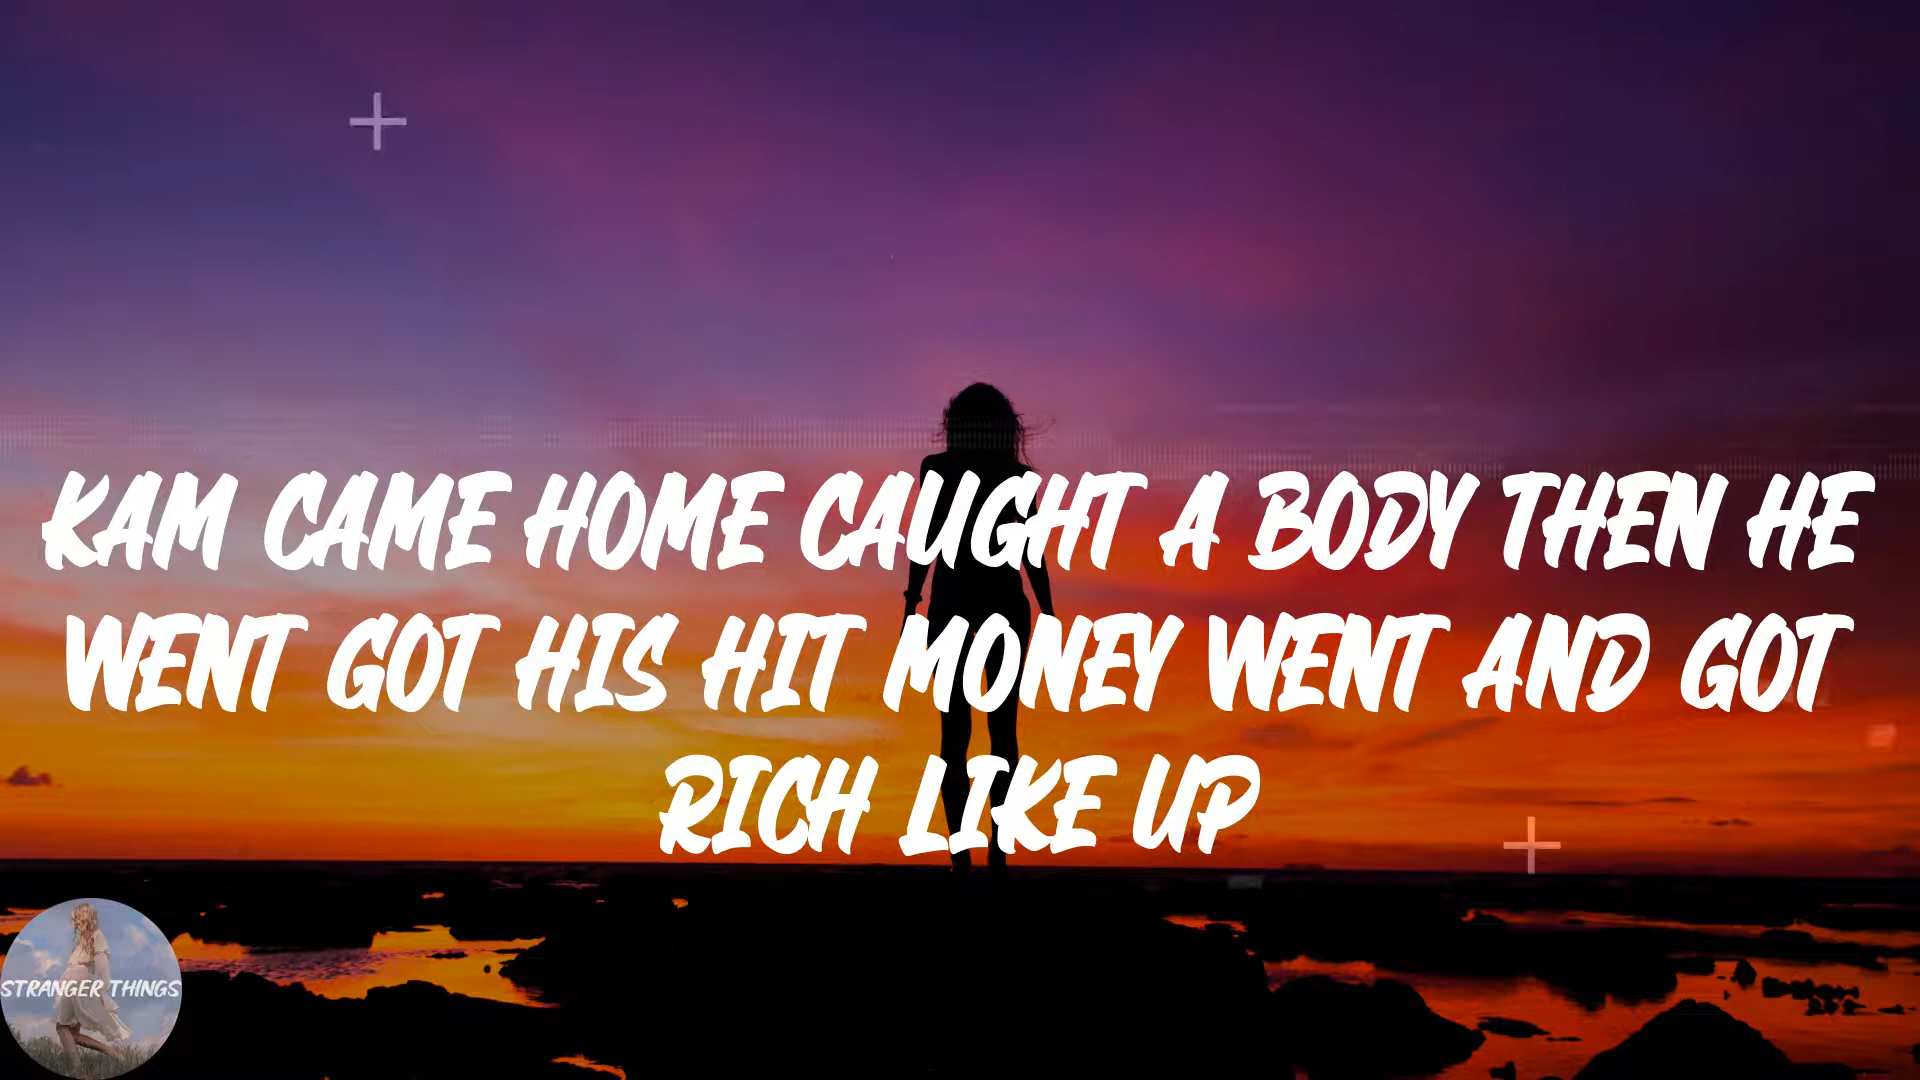 KAM CAME HOME CAUGHT A BODY THEN HE
WENT GOT HIS HIT MONEY WENT AND GOT
RICH LIKE UP
STRANGER THINGS